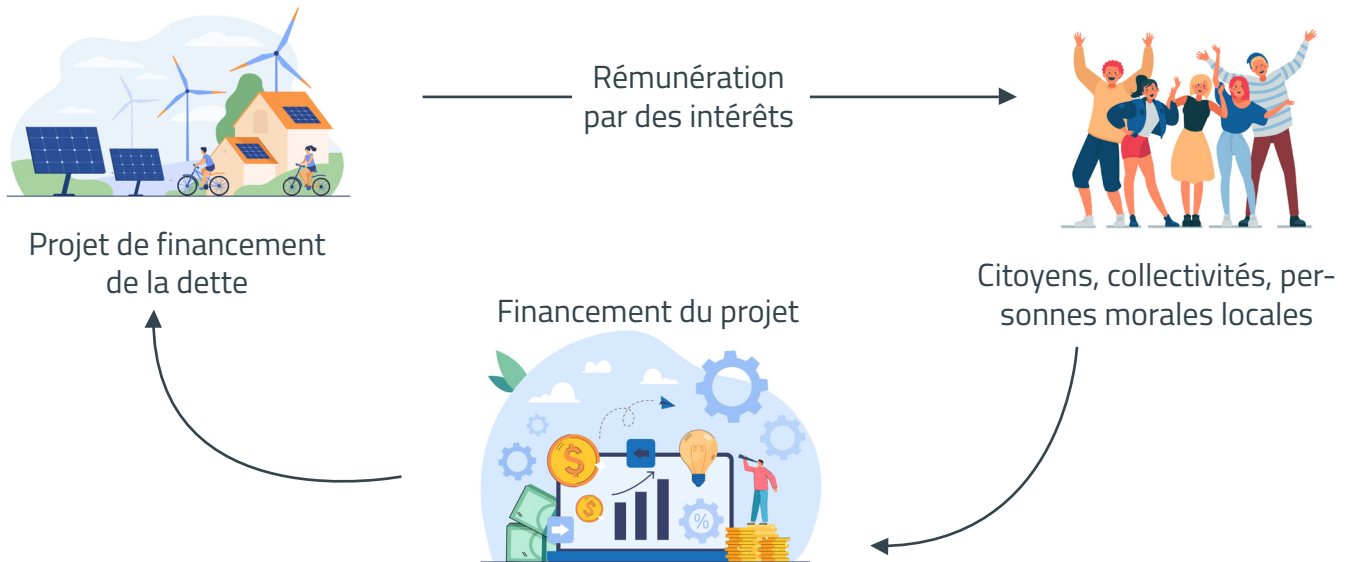 Rémunération
par des intérêts
Projet de financement
de la dette
Citoyens, collectivités, per-
sonnes morales locales
Financement du projet
$
$
%